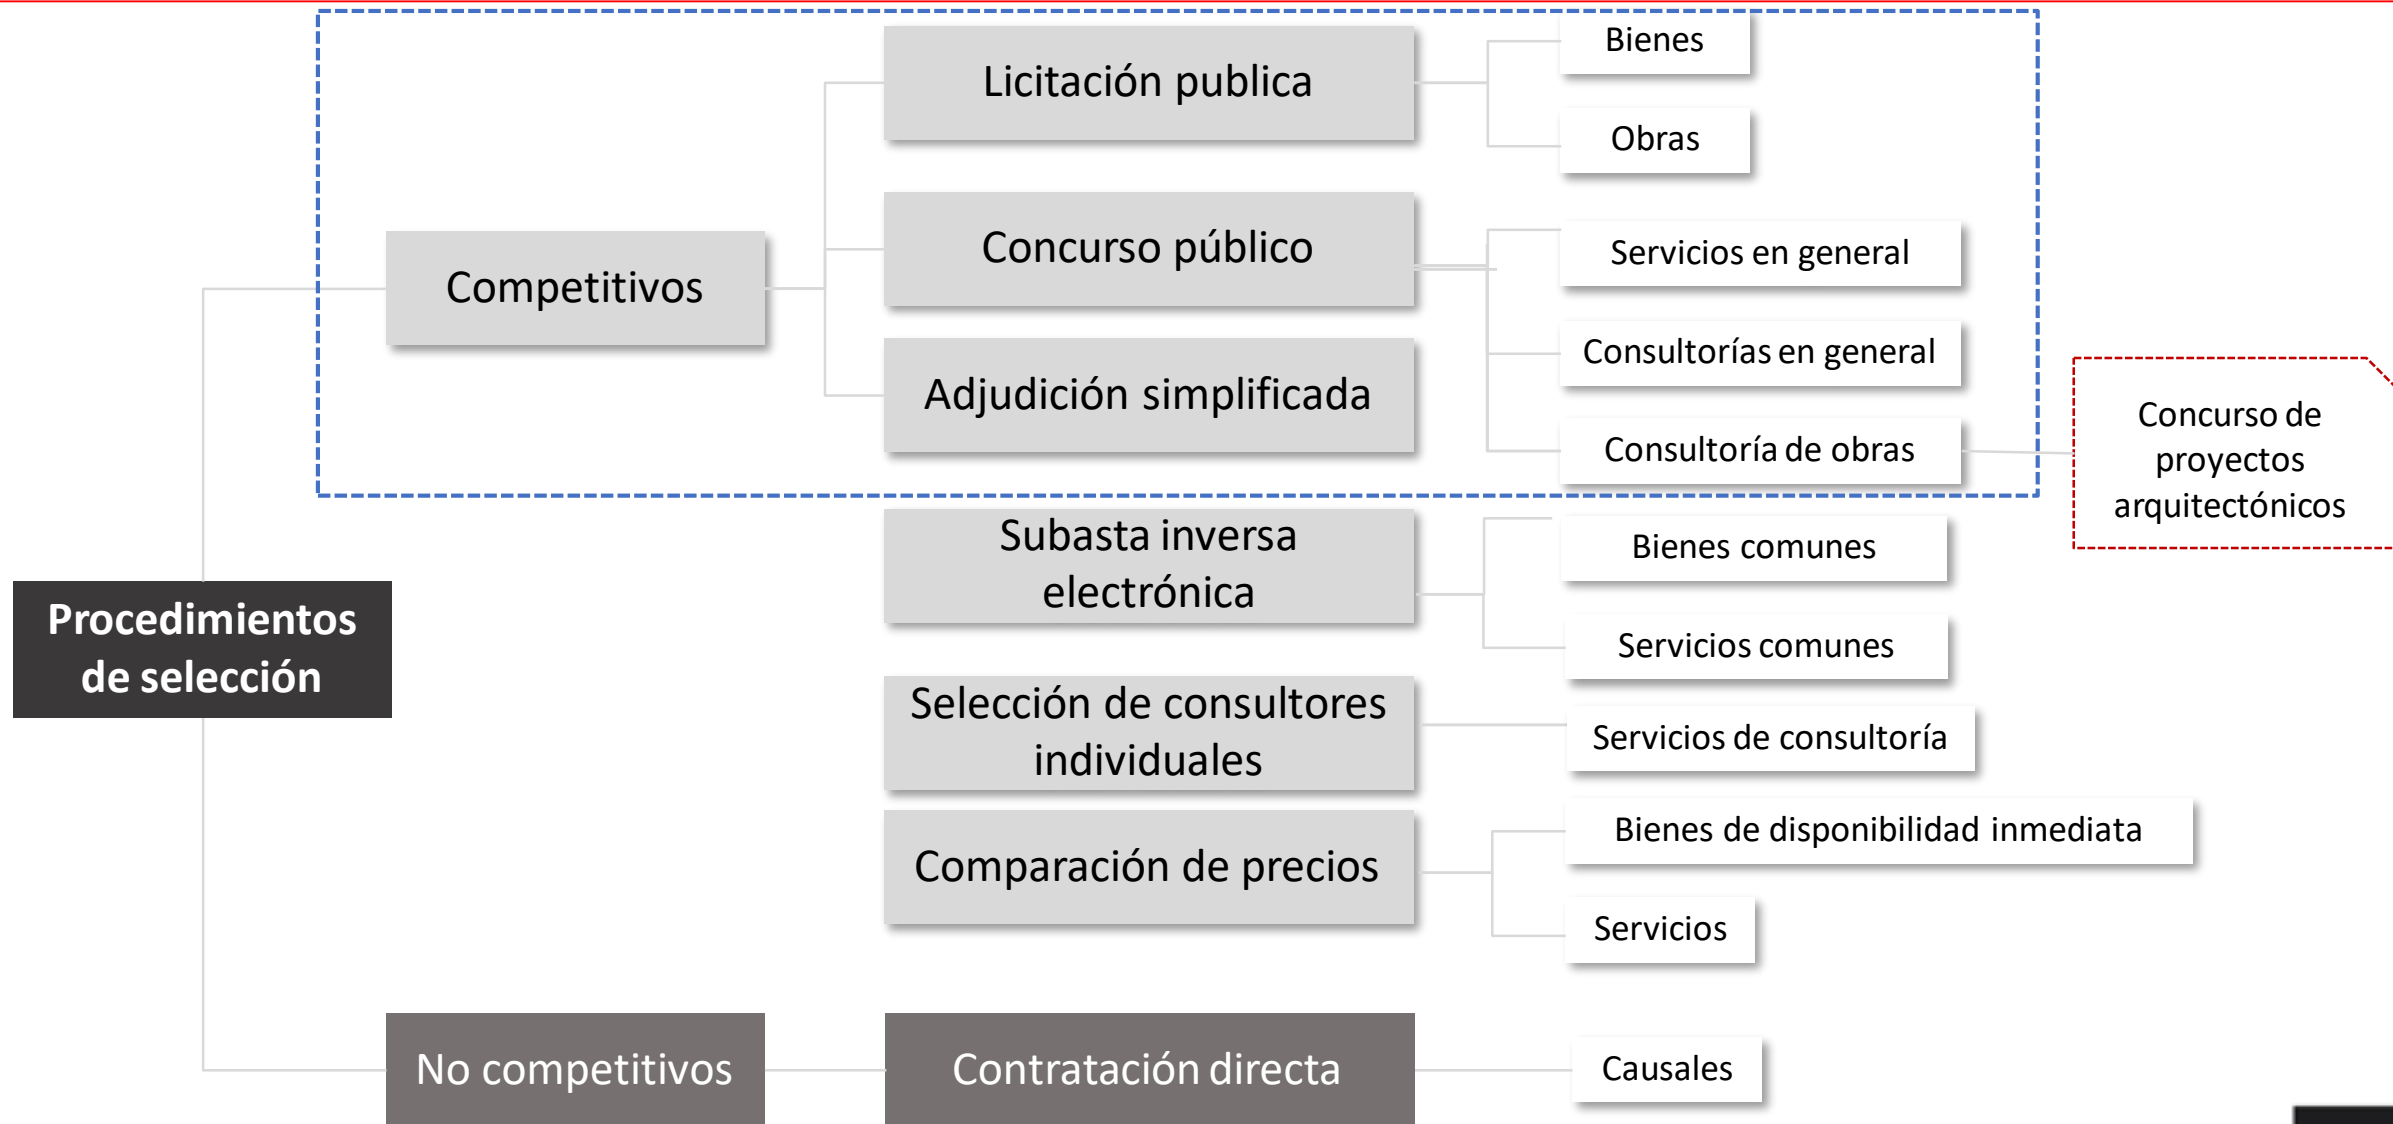 Licitación publica
Bienes
Obras
Competitivos
Concurso público
Servicios en general
Consultorías en general
Adjudición simplificada
Consultoría de obras
Concurso de
proyectos
arquitectónicos
Procedimientos
de selección
Subasta inversa
electrónica
Bienes comunes
Servicios comunes
Selección de consultores
individuales
Servicios de consultoría
Comparación de precios
Bienes de disponibilidad inmediata
Servicios
No competitivos
Contratación directa
Causales